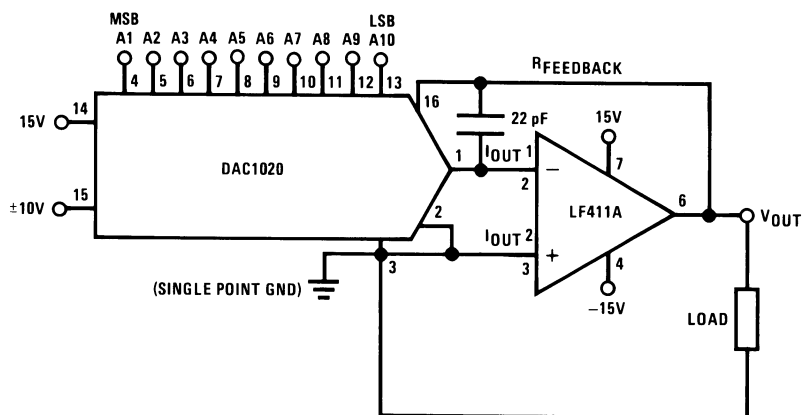 MSB LSB
A1 A2 A3 A4 A5 A6 A7 A8 A9 A10
4 5 6 7 8 9 10 11 12 13
RFEEDBACK
16
14
15V
22 pF
15V
1
IOUT 1
7
DAC1020
2
−
LF411A
6
VOUT
15
±10V
2
IOUT 2
+
3
3
4
(SINGLE POINT GND)
−15V
LOAD